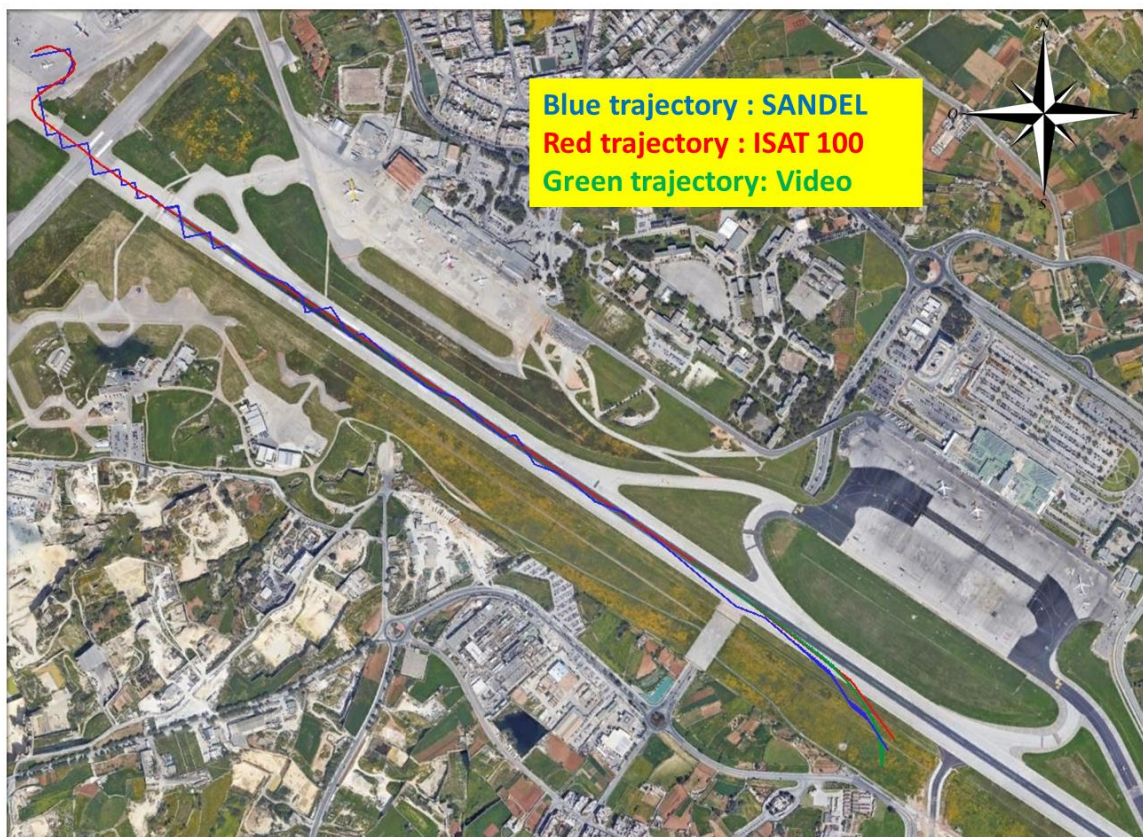 N
Blue trajectory : SANDEL
O
E
Red trajectory : ISAT 100
Green trajectory: Video
S